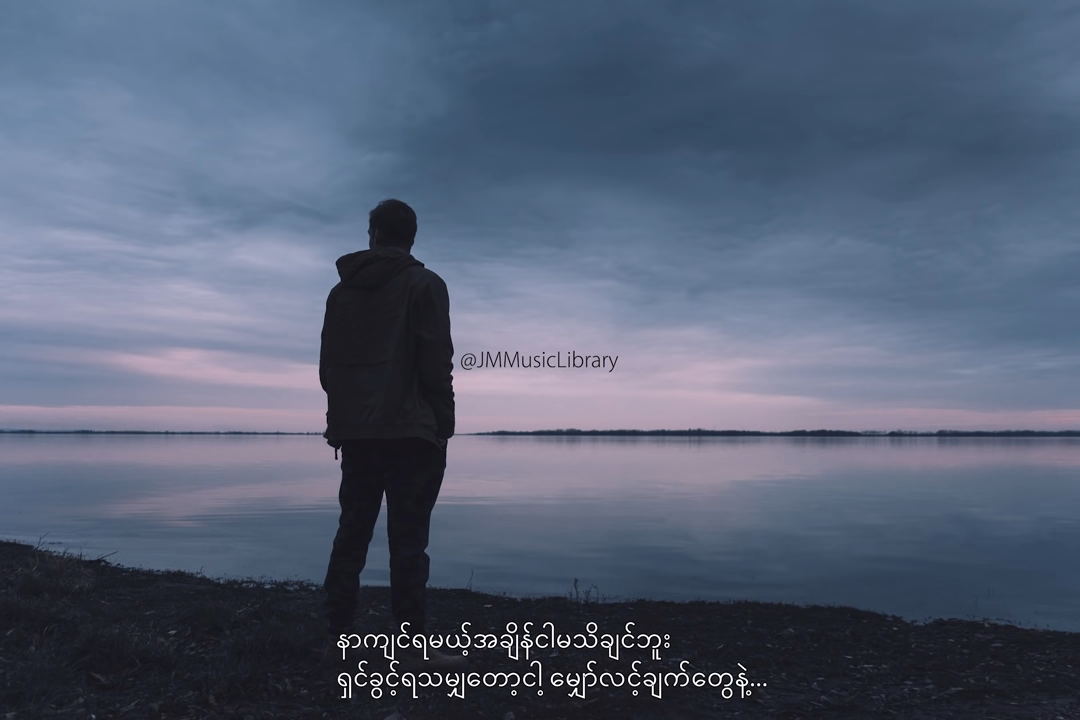 @JMMusicLibrary
နာကျင်ရမယ့်အချိန်ငါမသိချင်ဘူး
ရှင်ခွင့်ရသမျှတော့ငါ့ မျှော်လင့်ချက်တွေနဲ့...